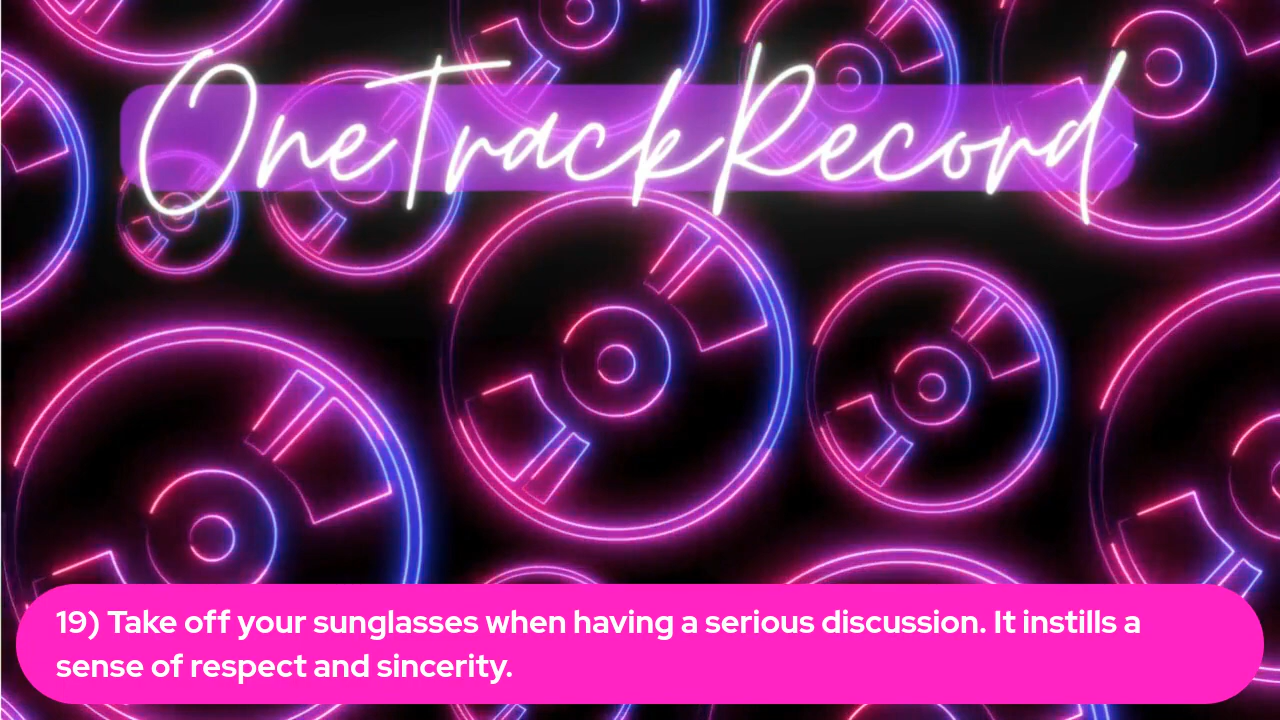 OneTrackRecord
19) Take off your sunglasses when having a serious discussion. It instills a
sense of respect and sincerity.